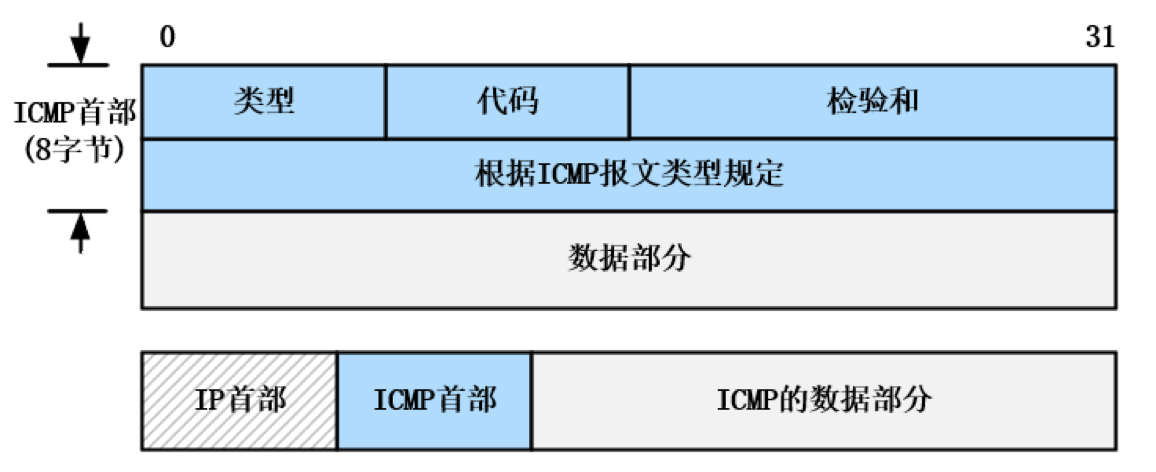 0 31
ICMP首部
(8字节)
类型 代码 检验和
根据ICMP报文类型规定
数据部分
IP首部 ICMP首部 ICMP的数据部分